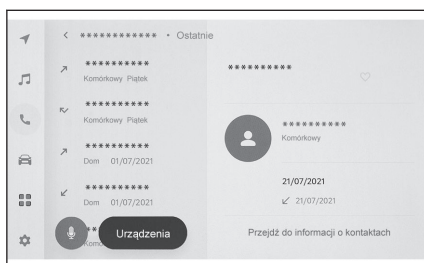 ************ • Ostatnie
**********
Komórkowy Piątek
**********
Komórkowy Piątek
**********
Dom 01/07/2021
**********
Dom 01/07/2021
**
Komó
Urządzenia
**********
**********
Komórkowy
21/07/2021
21/07/2021
Przejdź do informacji o kontaktach